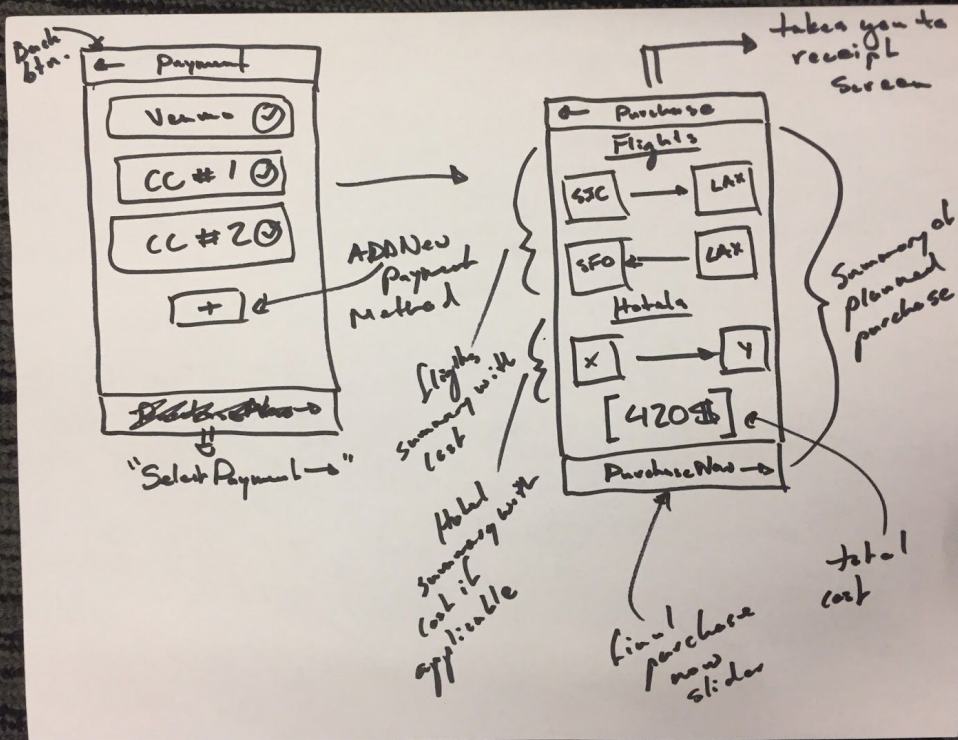 Back
btn.
← Payment
Venmo
CC # 1
CC # 2
+
ADD New
Payment
Method
"Select Payment →"
takes you to
receipt
screen
← Purchase
Flights
SJC → LAX
SFO ← LAX
Hotels
X → Y
[420$]
Purchase Now →
fligths
summary with
cost
Hotel
summary with
cost if
applicable
Summary of
planned
purchase
total
cost
final
purchase
now
slider